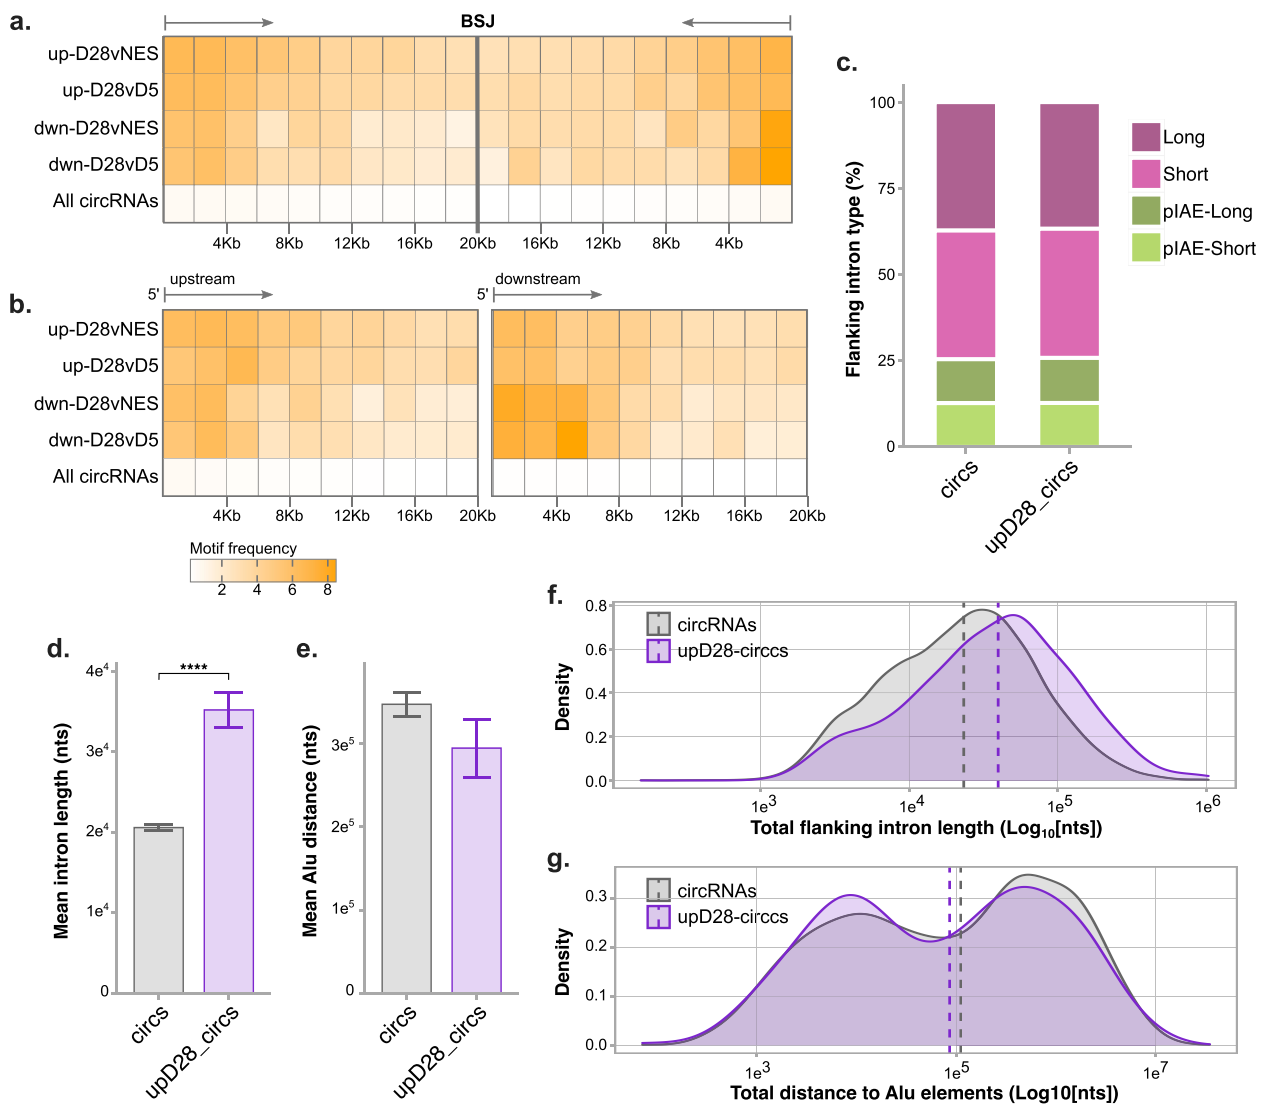 a.
BSJ
up-D28vNES
up-D28vD5
dwn-D28vNES
dwn-D28vD5
All circRNAs
4Kb 8Kb 12Kb 16Kb 20Kb 16Kb 12Kb 8Kb 4Kb
b.
5' upstream
5' downstream
up-D28vNES
up-D28vD5
dwn-D28vNES
dwn-D28vD5
All circRNAs
4Kb 8Kb 12Kb 16Kb 20Kb
4Kb 8Kb 12Kb 16Kb 20Kb
Motif frequency
2 4 6 8
c.
Flanking intron type (%)
100
75
50
25
0
circs
upD28_circs
Long
Short
pIAE-Long
pIAE-Short
d.
Mean intron length (nts)
****
4e⁴
3e⁴
2e⁴
1e⁴
0
circs
upD28_circs
e.
Mean Alu distance (nts)
3e⁵
2e⁵
1e⁵
0
circs
upD28_circs
f.
circRNAs
upD28-circcs
Density
0.8
0.6
0.4
0.2
0.0
1e3 1e4 1e5 1e6
Total flanking intron length (Log₁₀[nts])
g.
circRNAs
upD28-circcs
Density
0.3
0.2
0.1
0.0
1e3 1e5 1e7
Total distance to Alu elements (Log10[nts])